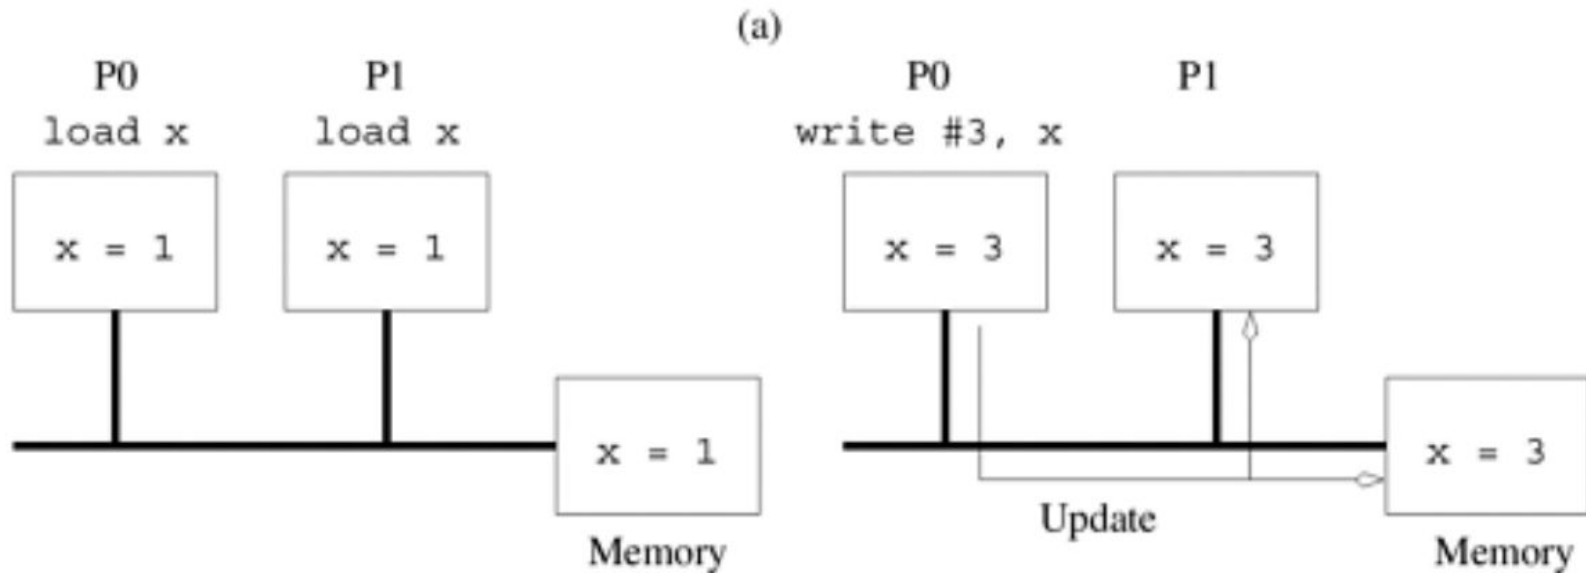 (a)
P0 P1 P0 P1
load x load x write #3, x
x = 1 x = 1 x = 3 x = 3
x = 1 x = 3
Update
Memory Memory